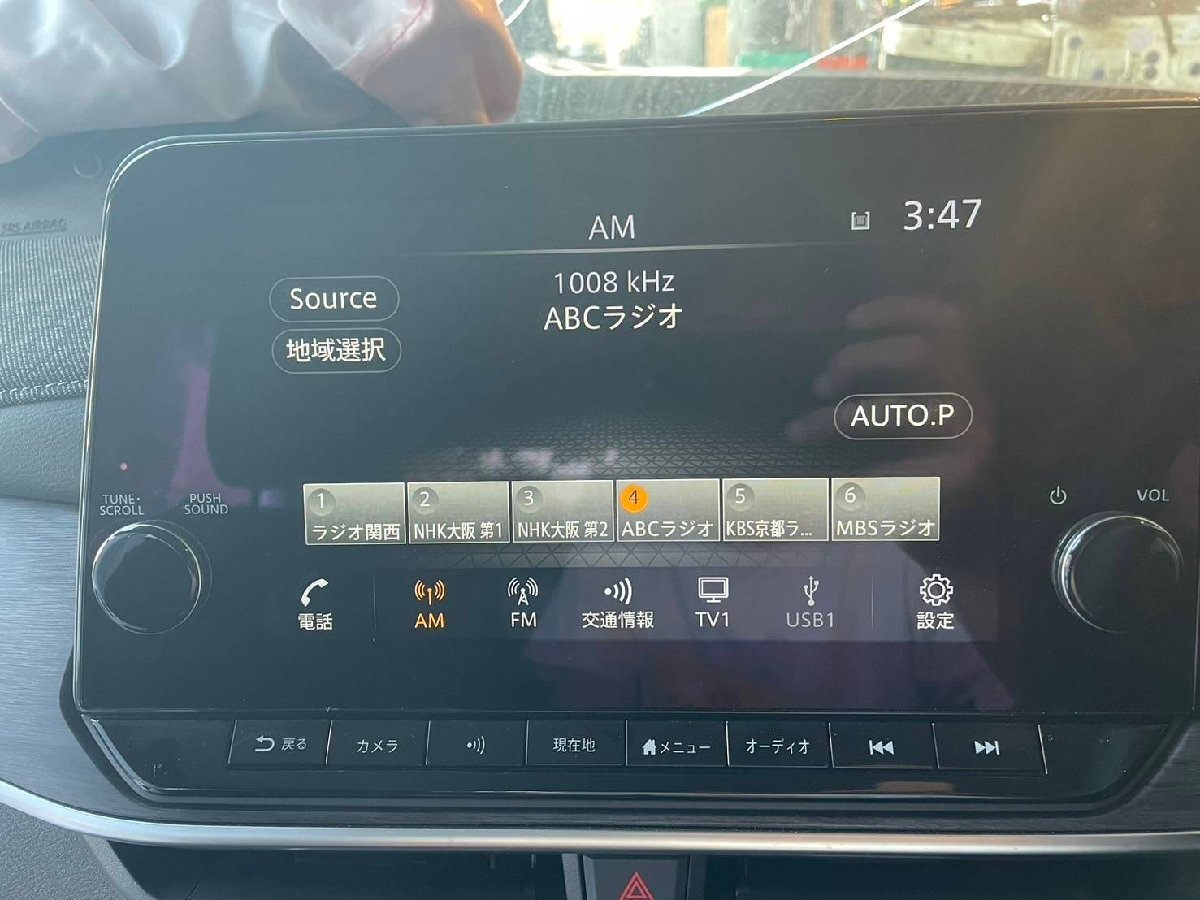 SRS AIRBAG
AM
3:47
1008 kHz
ABCラジオ
Source
地域選択
AUTO.P
TUNE・
SCROLL
PUSH
SOUND
VOL
1
ラジオ関西
2
NHK大阪 第1
3
NHK大阪 第2
4
ABCラジオ
5
KBS京都ラ...
6
MBSラジオ
電話
AM
FM
交通情報
TV1
USB1
設定
戻る
カメラ
現在地
メニュー
オーディオ